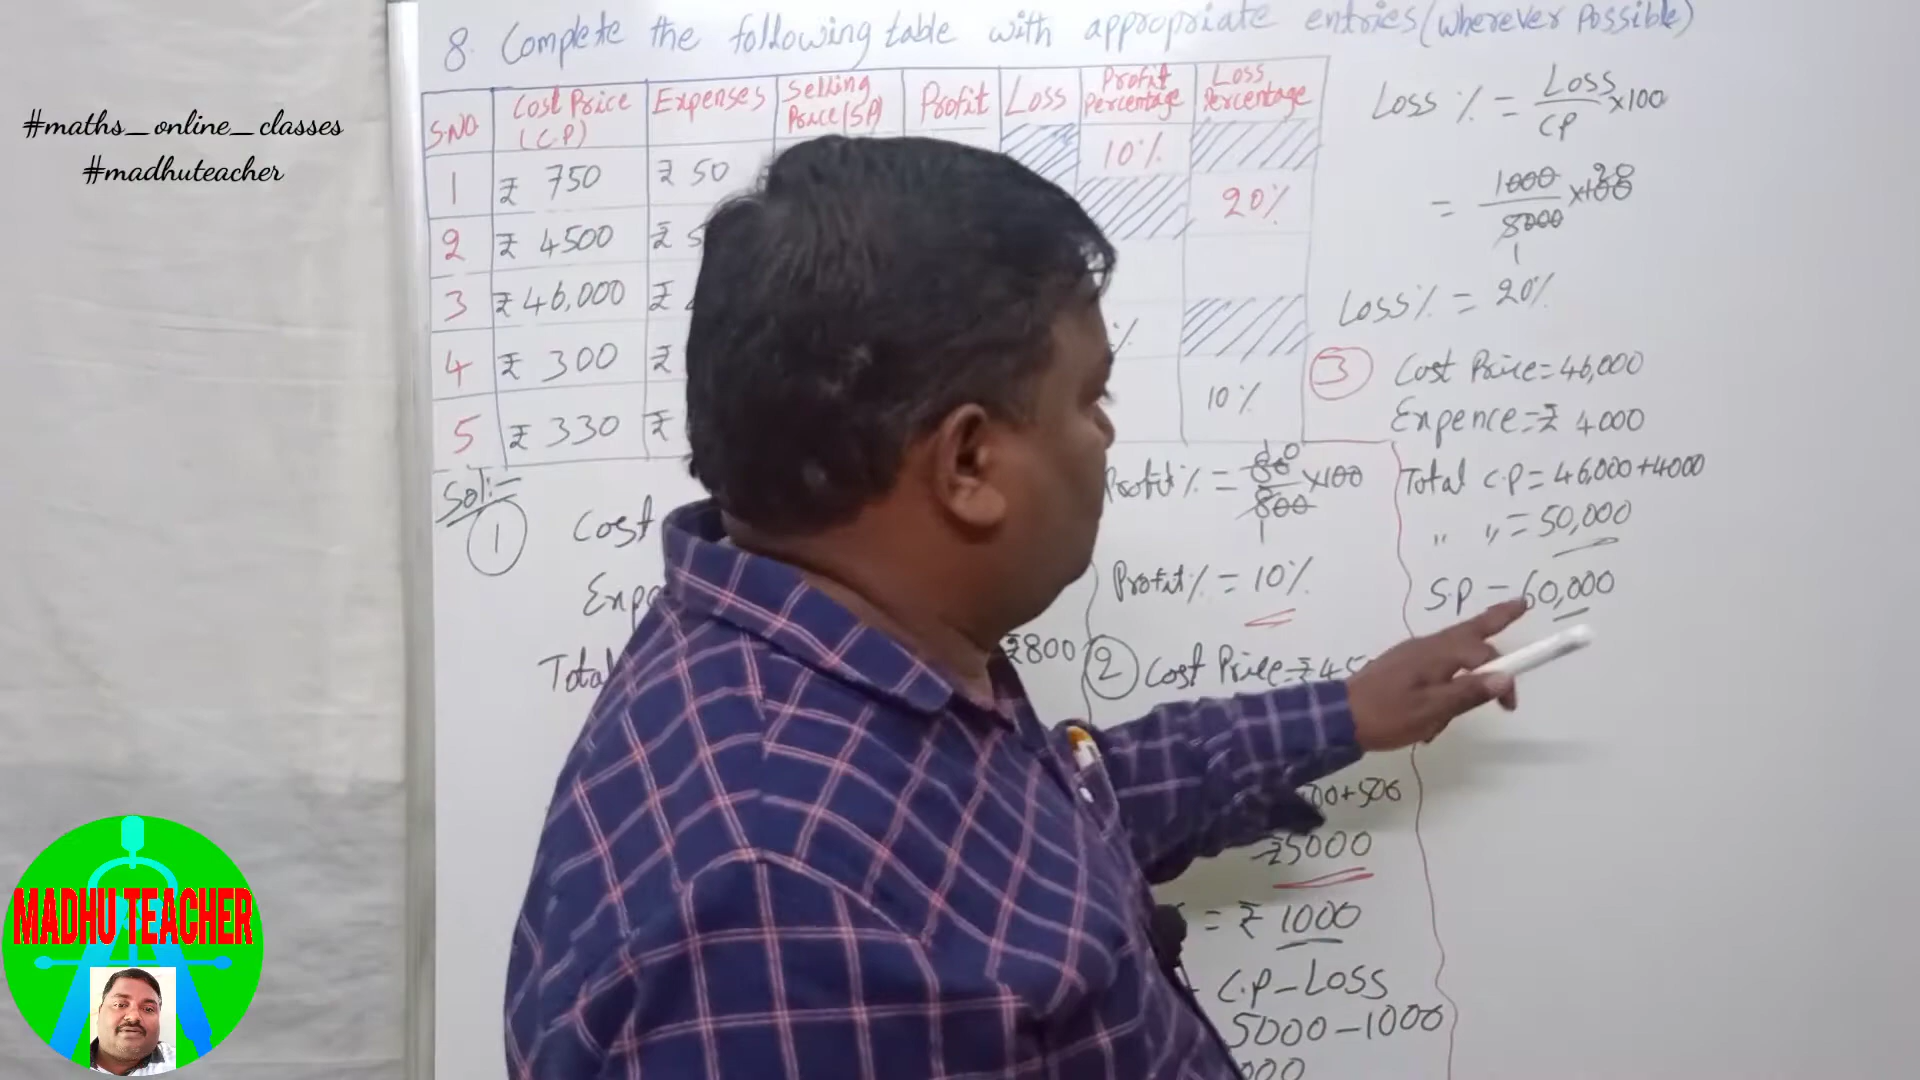 #maths_online_classes
#madhuteacher
8. Complete the following table with appropriate entries (wherever Possible)
S.NO Cost Price (C.P) Expenses Selling Price (SP) Profit Loss Profit Percentage Loss Percentage
1 ₹ 750 ₹ 50 10%
2 ₹ 4500 ₹ 20%
3 ₹ 46,000 ₹
4 ₹ 300 ₹ %
5 ₹ 330 ₹ 10%
Sol:-
1 Cost
Total
₹800
Profit% = 80/800 ×100
Profit% = 10%
2 Cost Price=₹45
00+500
₹5000
= ₹ 1000
C.P – LOSS
5000 – 1000
000
Loss % = Loss/CP ×100
= 1000/5000 ×100
1
Loss% = 20%
3 Cost Price = 46,000
Expence = ₹ 4000
Total C.P = 46,000+4000
" " = 50,000
S.P = 60,000
MADHU TEACHER